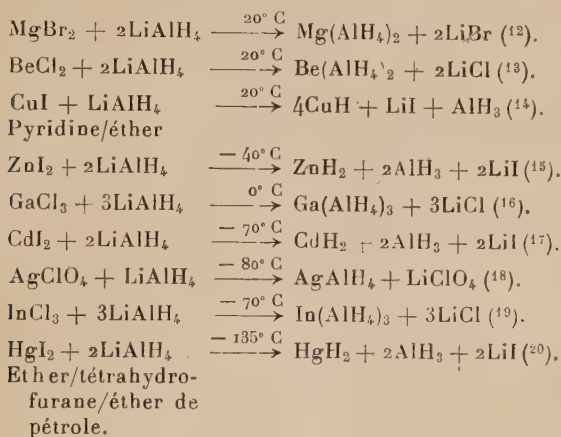 MgBr₂ + 2LiAlH₄ —20° C→ Mg(AlH₄)₂ + 2LiBr (¹²).
BeCl₂ + 2LiAlH₄ —20° C→ Be(AlH₄)₂ + 2LiCl (¹³).
CuI + LiAlH₄ —20° C→ 4CuH + LiI + AlH₃ (¹⁴).
Pyridine/éther
ZnI₂ + 2LiAlH₄ —− 40° C→ ZnH₂ + 2AlH₃ + 2LiI (¹⁵).
GaCl₃ + 3LiAlH₄ —0° C→ Ga(AlH₄)₃ + 3LiCl (¹⁶).
CdI₂ + 2LiAlH₄ —− 70° C→ CdH₂ + 2AlH₃ + 2LiI (¹⁷).
AgClO₄ + LiAlH₄ —− 80° C→ AgAlH₄ + LiClO₄ (¹⁸).
InCl₃ + 3LiAlH₄ —− 70° C→ In(AlH₄)₃ + 3LiCl (¹⁹).
HgI₂ + 2LiAlH₄ —− 135° C→ HgH₂ + 2AlH₃ + 2LiI (²⁰).
Ether/tétrahydro-
furane/éther de
pétrole.